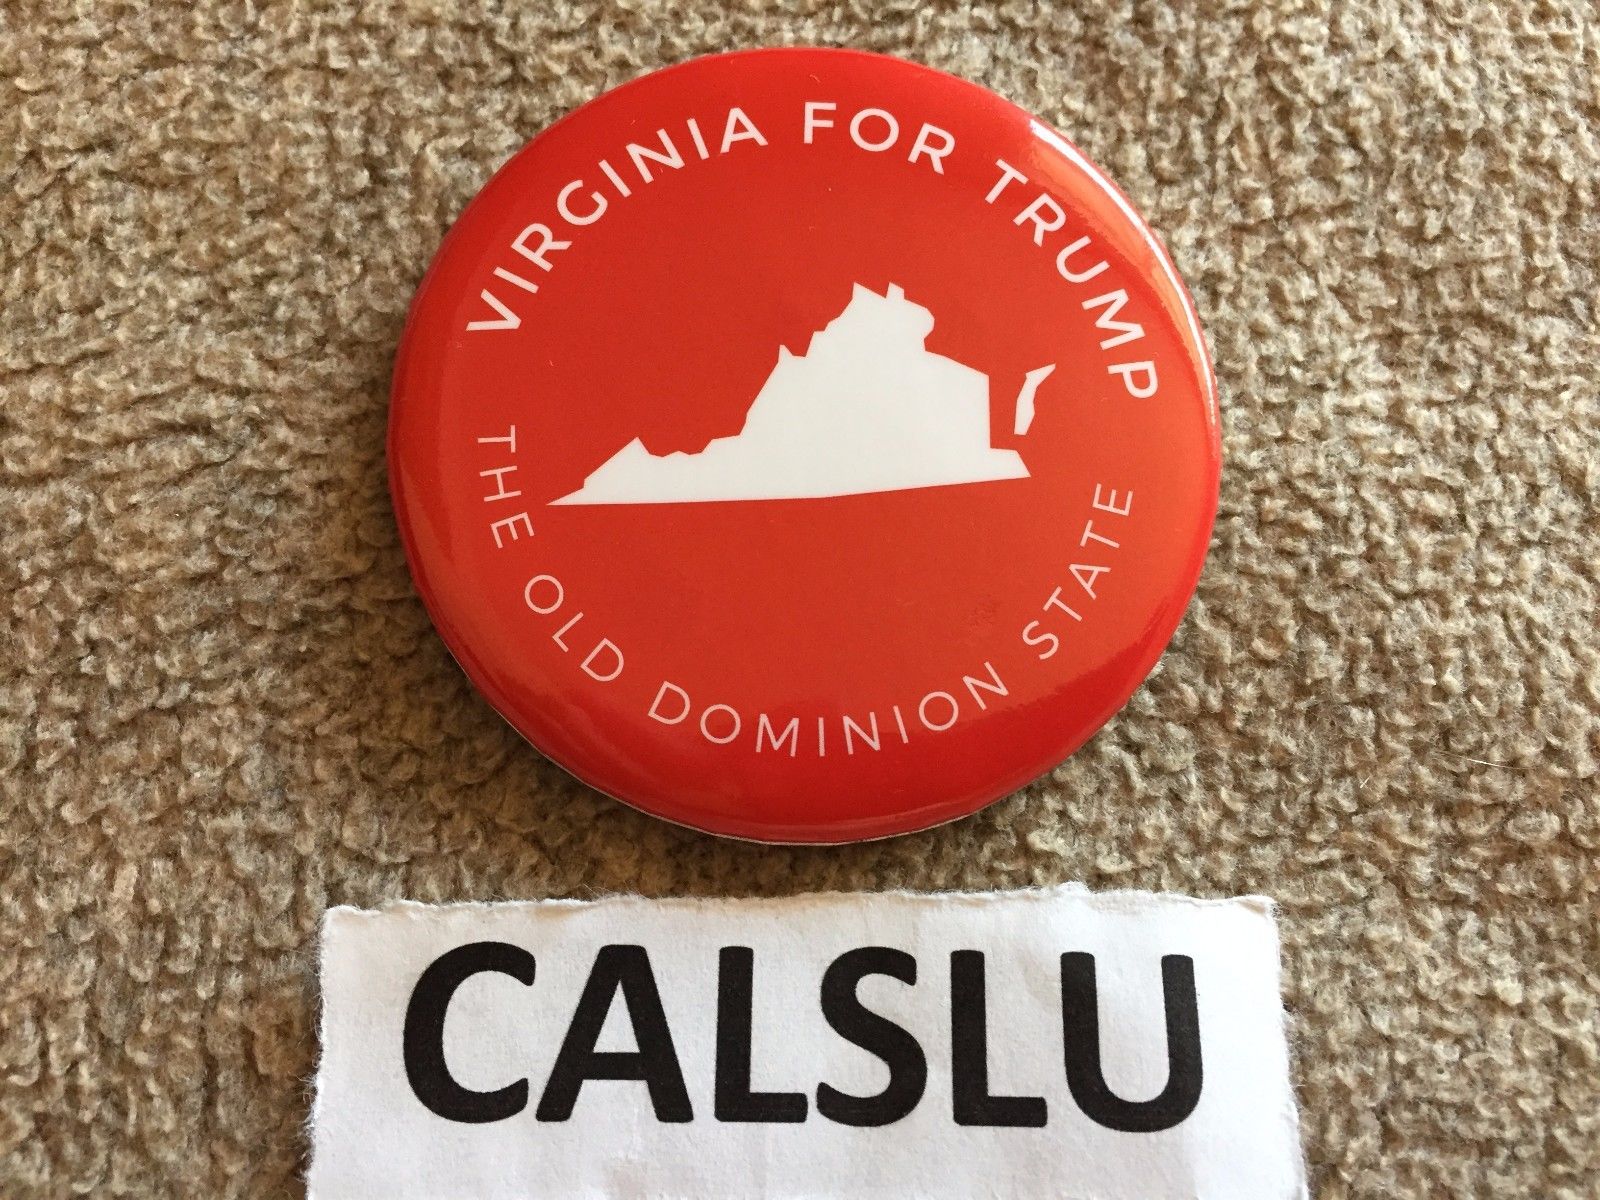 VIRGINIA FOR TRUMP
THE OLD DOMINION STATE
CALSLU